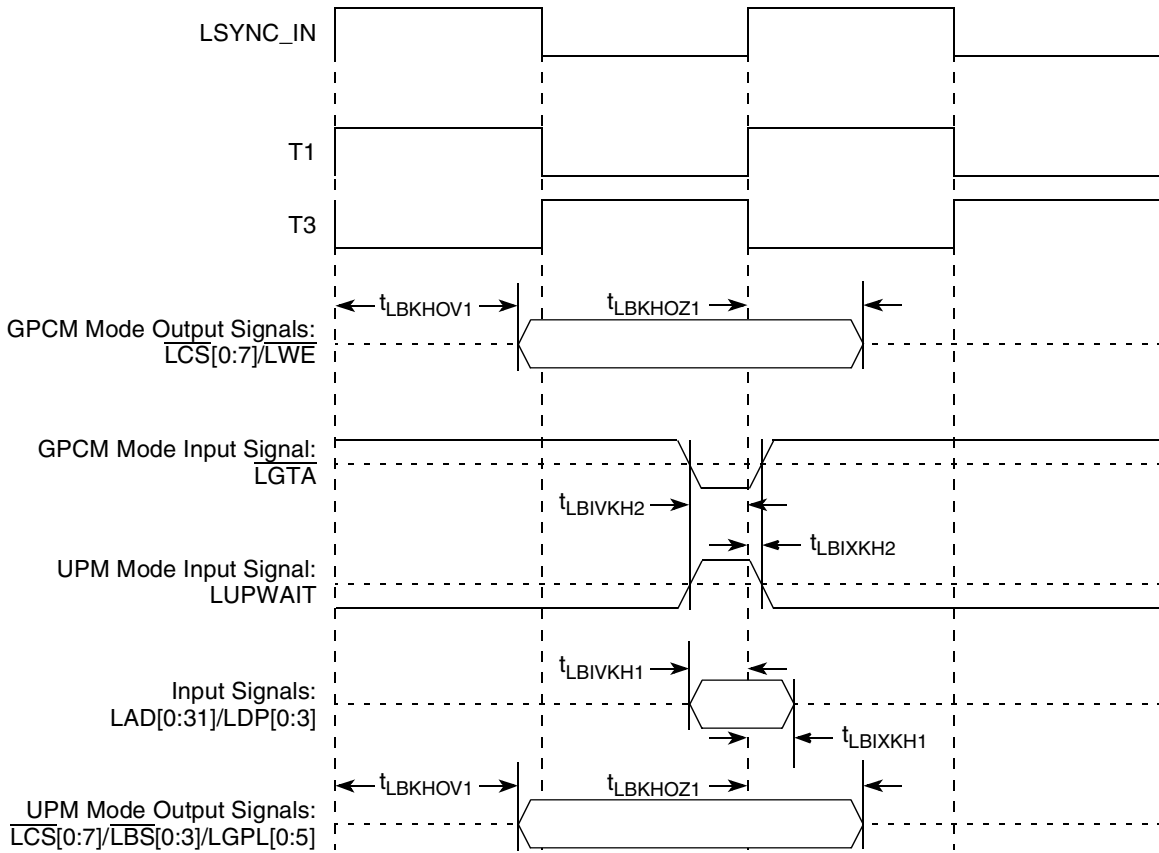 LSYNC_IN
T1
T3
tLBKHOV1
tLBKHOZ1
GPCM Mode Output Signals:
LCS[0:7]/LWE
GPCM Mode Input Signal:
LGTA
tLBIVKH2
tLBIXKH2
UPM Mode Input Signal:
LUPWAIT
tLBIVKH1
Input Signals:
LAD[0:31]/LDP[0:3]
tLBIXKH1
tLBKHOV1
tLBKHOZ1
UPM Mode Output Signals:
LCS[0:7]/LBS[0:3]/LGPL[0:5]